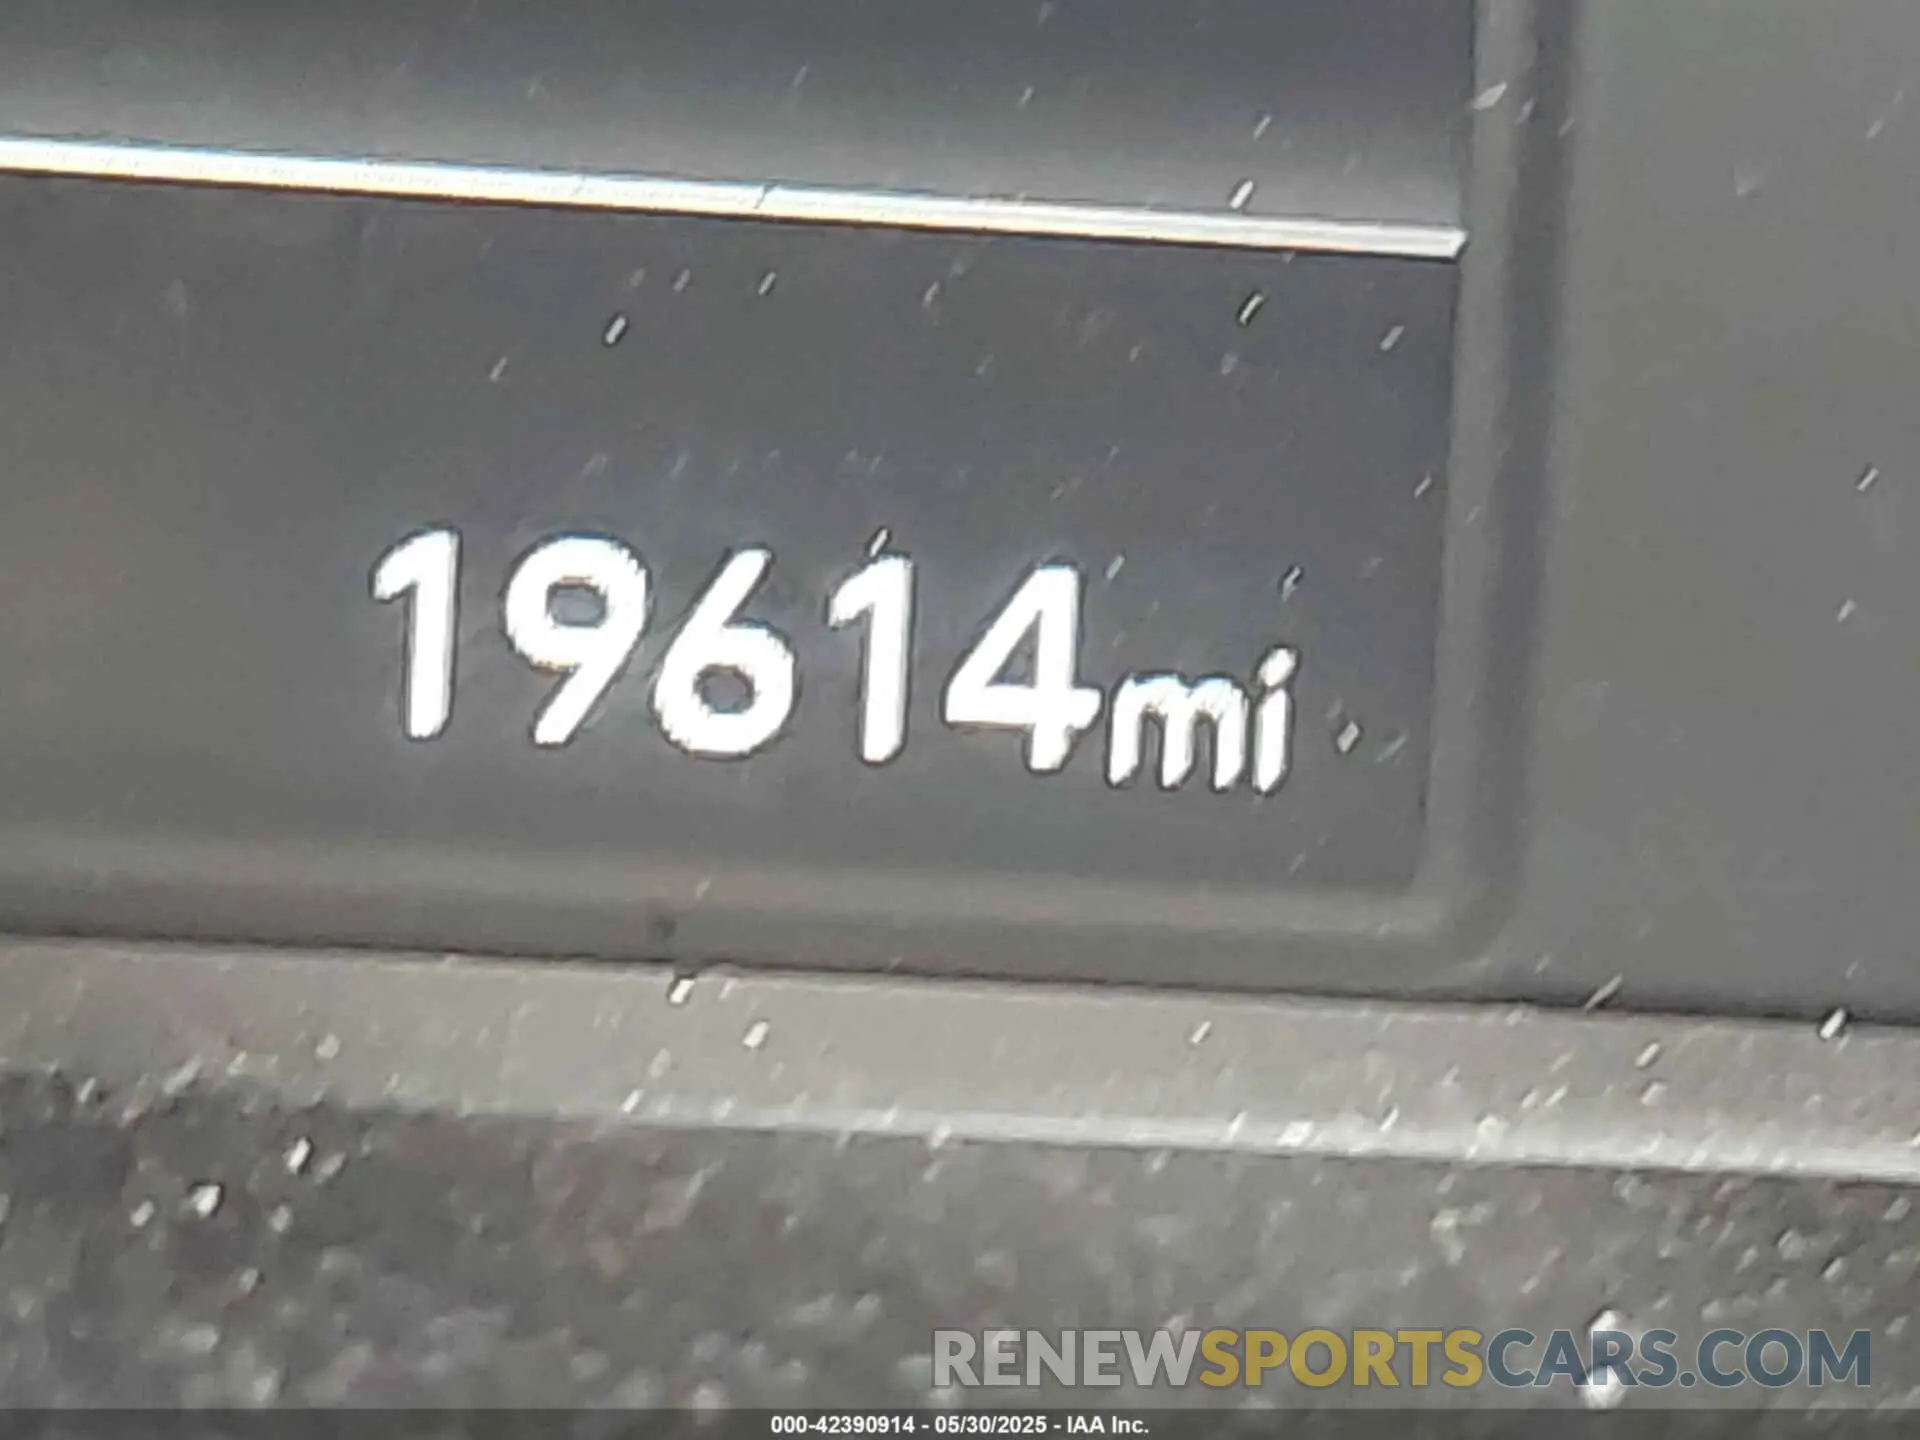 19614mi
RENEWSPORTSCARS.COM
000-42390914 - 05/30/2025 - IAA Inc.